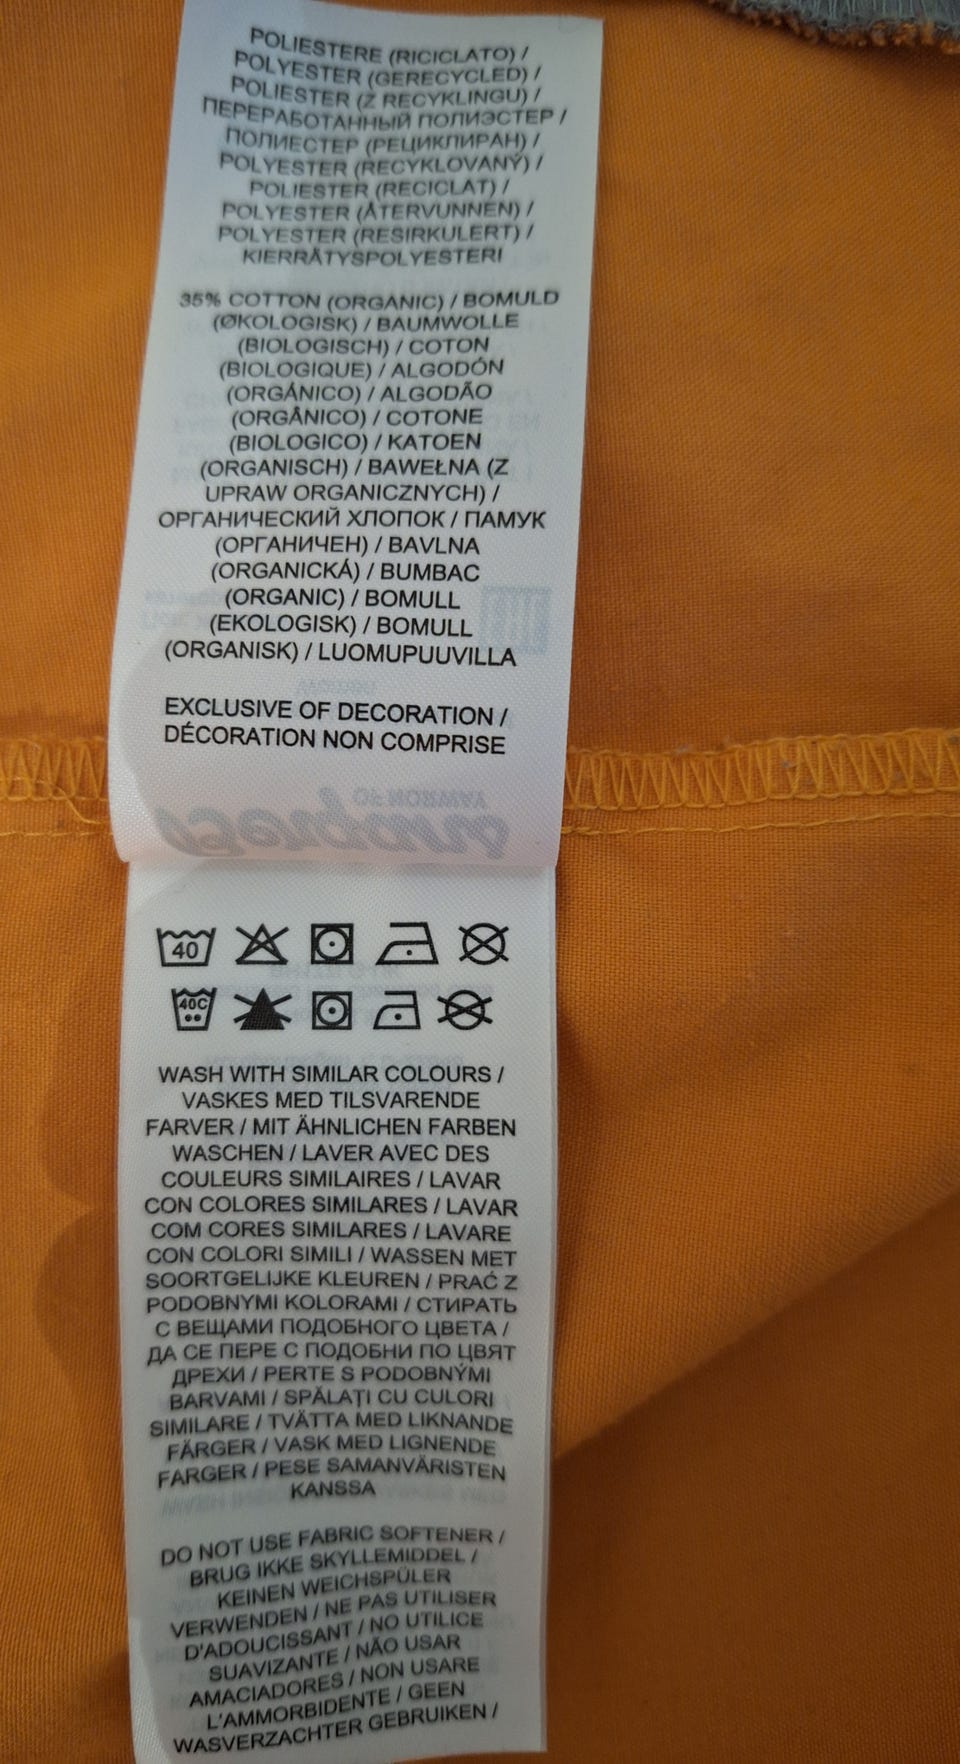 POLIESTERE (RICICLATO) /
POLYESTER (GERECYCLED) /
POLIESTER (Z RECYKLINGU) /
ПЕРЕРАБОТАННЫЙ ПОЛИЭСТЕР /
ПОЛИЕСТЕР (РЕЦИКЛИРАН) /
POLYESTER (RECYKLOVANÝ) /
POLIESTER (RECICLAT) /
POLYESTER (ÅTERVUNNEN) /
POLYESTER (RESIRKULERT) /
KIERRÄTYSPOLYESTERI
35% COTTON (ORGANIC) / BOMULD
(ØKOLOGISK) / BAUMWOLLE
(BIOLOGISCH) / COTON
(BIOLOGIQUE) / ALGODÓN
(ORGÁNICO) / ALGODÃO
(ORGÂNICO) / COTONE
(BIOLOGICO) / KATOEN
(ORGANISCH) / BAWEŁNA (Z
UPRAW ORGANICZNYCH) /
ОРГАНИЧЕСКИЙ ХЛОПОК / ПАМУК
(ОРГАНИЧЕН) / BAVLNA
(ORGANICKÁ) / BUMBAC
(ORGANIC) / BOMULL
(EKOLOGISK) / BOMULL
(ORGANISK) / LUOMUPUUVILLA
EXCLUSIVE OF DECORATION /
DÉCORATION NON COMPRISE
Bergans
OF NORWAY
40
40C
WASH WITH SIMILAR COLOURS /
VASKES MED TILSVARENDE
FARVER / MIT ÄHNLICHEN FARBEN
WASCHEN / LAVER AVEC DES
COULEURS SIMILAIRES / LAVAR
CON COLORES SIMILARES / LAVAR
COM CORES SIMILARES / LAVARE
CON COLORI SIMILI / WASSEN MET
SOORTGELIJKE KLEUREN / PRAĆ Z
PODOBNYMI KOLORAMI / СТИРАТЬ
С ВЕЩАМИ ПОДОБНОГО ЦВЕТА /
ДА СЕ ПЕРЕ С ПОДОБНИ ПО ЦВЯТ
ДРЕХИ / PERTE S PODOBNÝMI
BARVAMI / SPĂLAȚI CU CULORI
SIMILARE / TVÄTTA MED LIKNANDE
FÄRGER / VASK MED LIGNENDE
FARGER / PESE SAMANVÄRISTEN
KANSSA
DO NOT USE FABRIC SOFTENER /
BRUG IKKE SKYLLEMIDDEL /
KEINEN WEICHSPÜLER
VERWENDEN / NE PAS UTILISER
D'ADOUCISSANT / NO UTILICE
SUAVIZANTE / NÃO USAR
AMACIADORES / NON USARE
L'AMMORBIDENTE / GEEN
WASVERZACHTER GEBRUIKEN /